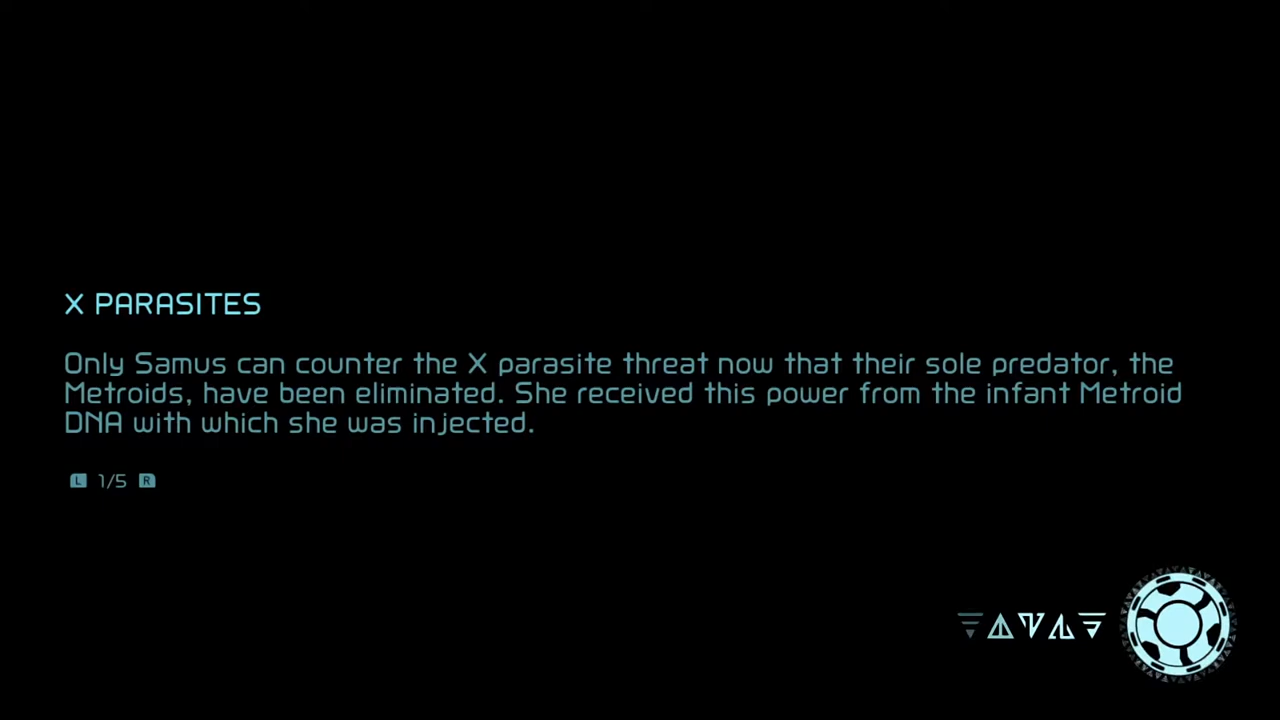 X PARASITES
Only Samus can counter the X parasite threat now that their sole predator, the
Metroids, have been eliminated. She received this power from the infant Metroid
DNA with which she was injected.
L 1/5 R